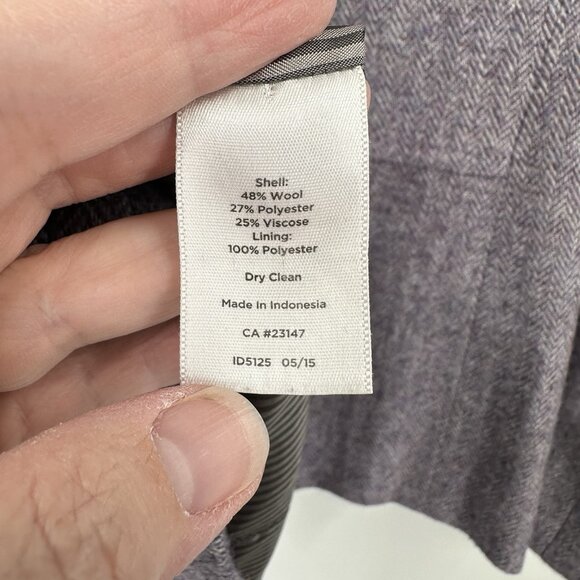 Shell:
48% Wool
27% Polyester
25% Viscose
Lining:
100% Polyester
Dry Clean
Made in Indonesia
CA #23147
ID5125 05/15